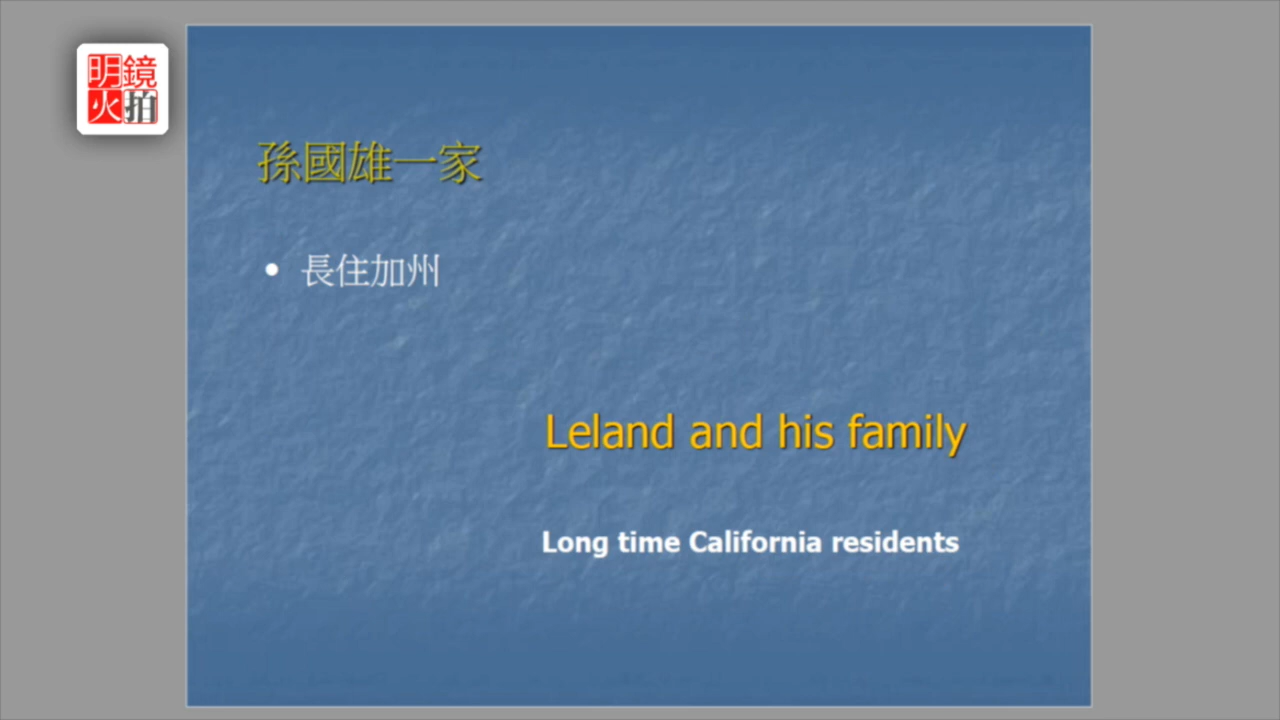 明鏡
火拍
孫國雄一家
• 長住加州
Leland and his family
Long time California residents